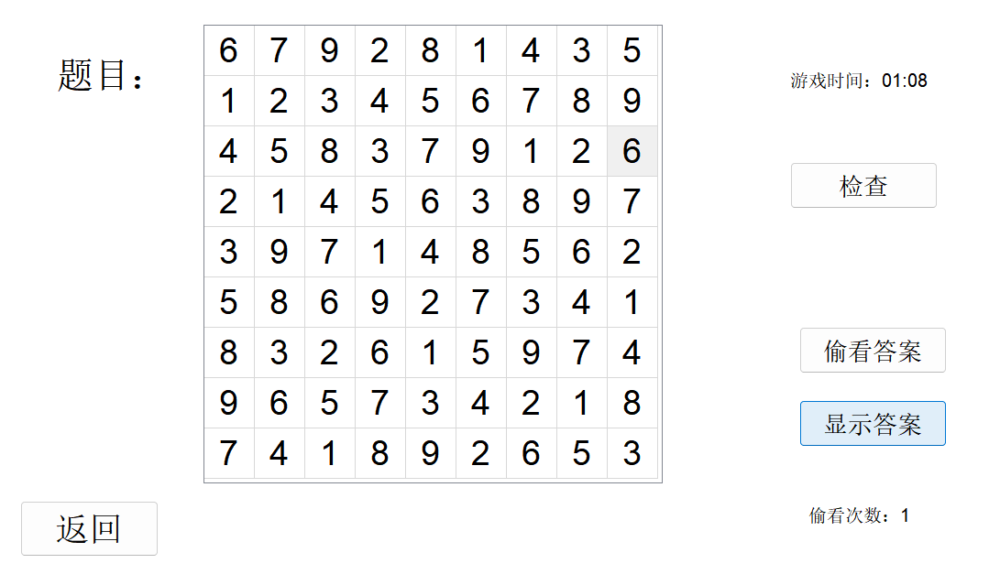 题目：
6 7 9 2 8 1 4 3 5
1 2 3 4 5 6 7 8 9
4 5 8 3 7 9 1 2 6
2 1 4 5 6 3 8 9 7
3 9 7 1 4 8 5 6 2
5 8 6 9 2 7 3 4 1
8 3 2 6 1 5 9 7 4
9 6 5 7 3 4 2 1 8
7 4 1 8 9 2 6 5 3
游戏时间：01:08
检查
偷看答案
显示答案
偷看次数：1
返回